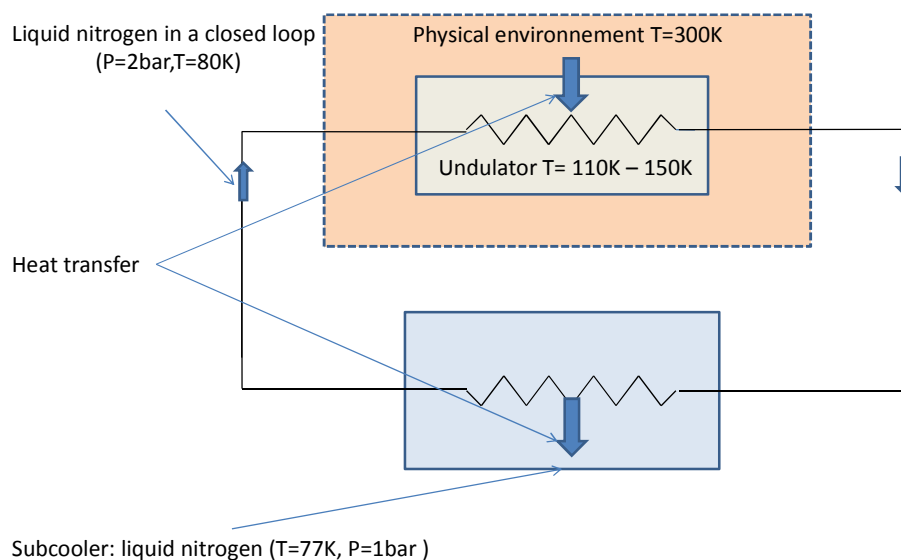 Liquid nitrogen in a closed loop
(P=2bar,T=80K)
Physical environnement T=300K
Undulator T= 110K – 150K
Heat transfer
Subcooler: liquid nitrogen (T=77K, P=1bar )